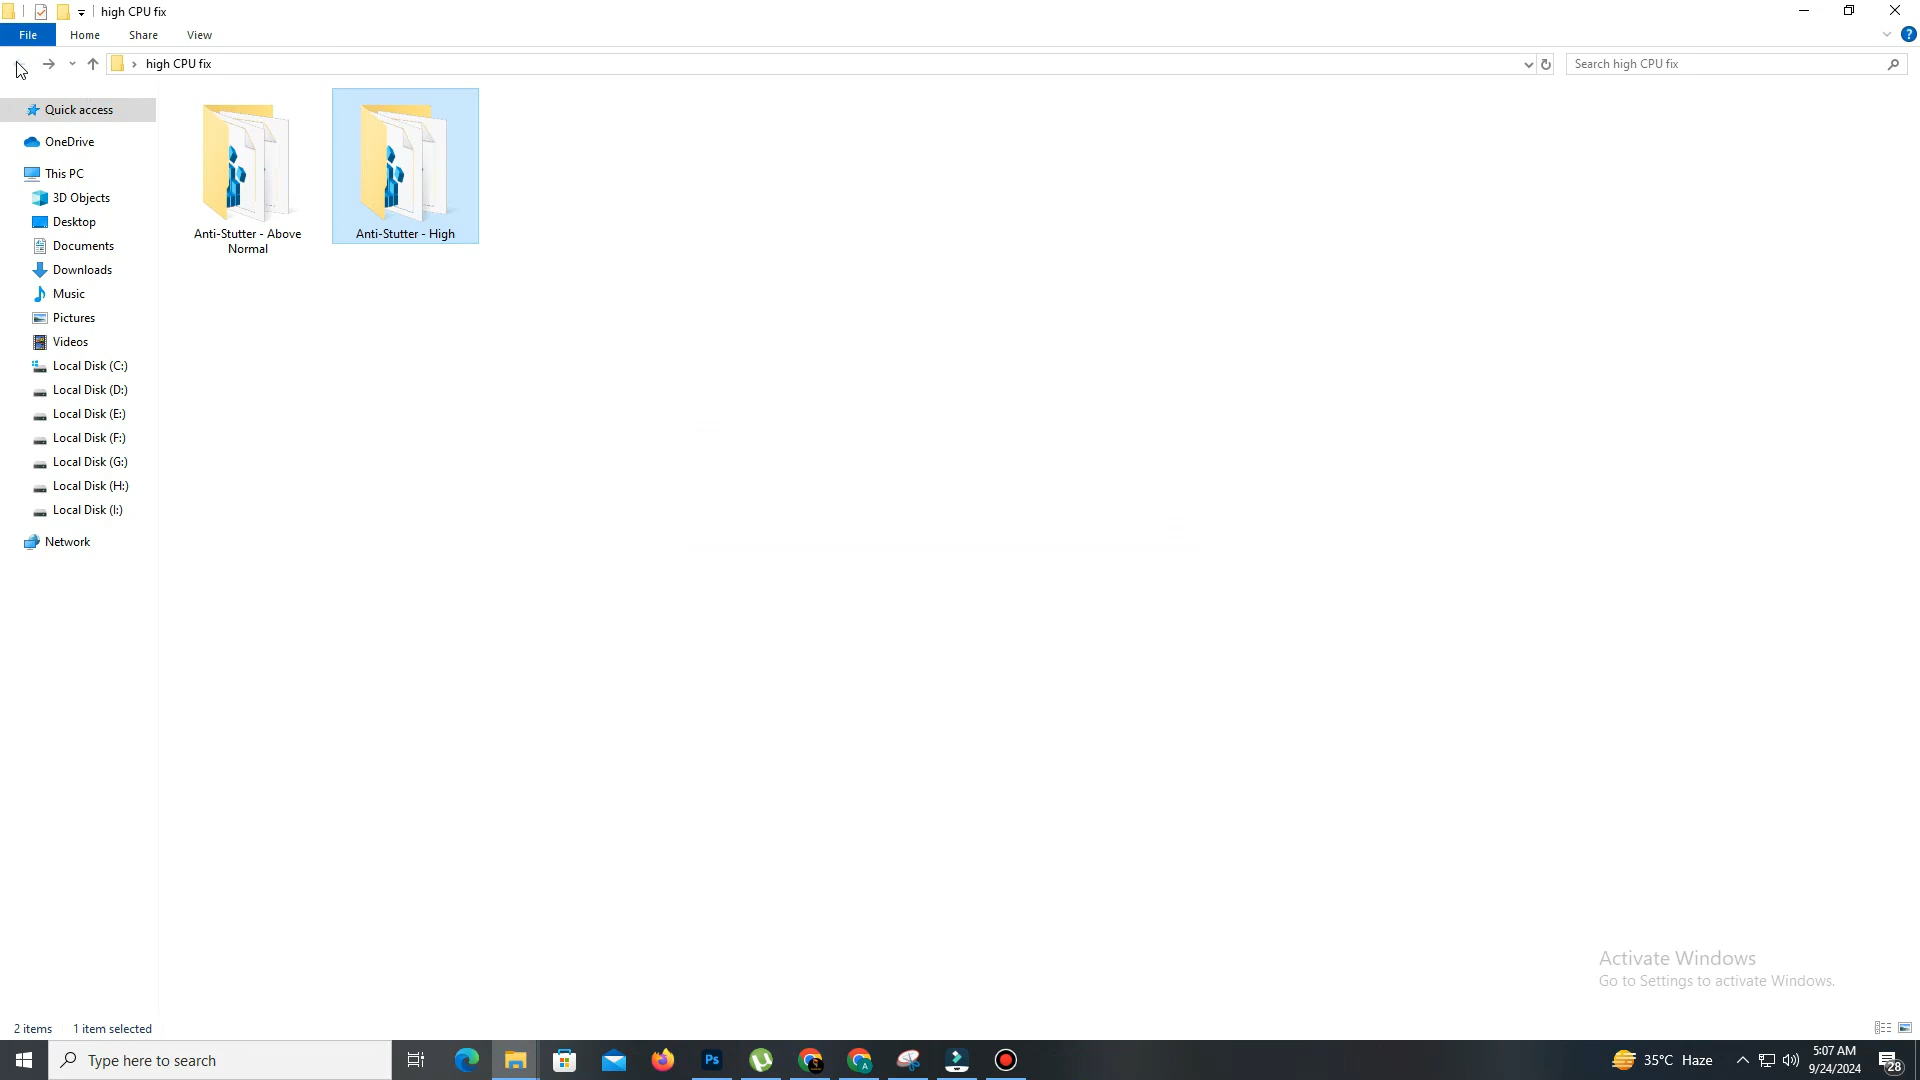 high CPU fix
File Home Share View
high CPU fix
Search high CPU fix
Quick access
OneDrive
This PC
3D Objects
Desktop
Documents
Downloads
Music
Pictures
Videos
Local Disk (C:)
Local Disk (D:)
Local Disk (E:)
Local Disk (F:)
Local Disk (G:)
Local Disk (H:)
Local Disk (I:)
Network
Anti-Stutter - Above
Normal
Anti-Stutter - High
Activate Windows
Go to Settings to activate Windows.
2 items 1 item selected
Type here to search
Ps
A
35°C Haze
5:07 AM
9/24/2024
28